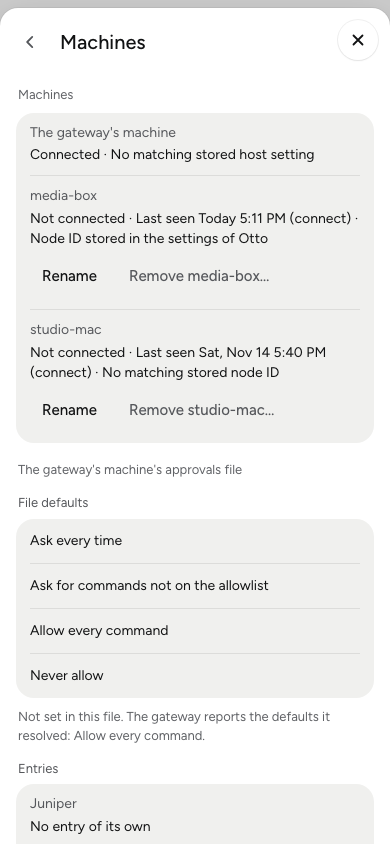 Machines
Machines
The gateway's machine
Connected · No matching stored host setting
media-box
Not connected · Last seen Today 5:11 PM (connect) ·
Node ID stored in the settings of Otto
Rename
Remove media-box...
studio-mac
Not connected · Last seen Sat, Nov 14 5:40 PM
(connect) · No matching stored node ID
Rename
Remove studio-mac...
The gateway's machine's approvals file
File defaults
Ask every time
Ask for commands not on the allowlist
Allow every command
Never allow
Not set in this file. The gateway reports the defaults it
resolved: Allow every command.
Entries
Juniper
No entry of its own